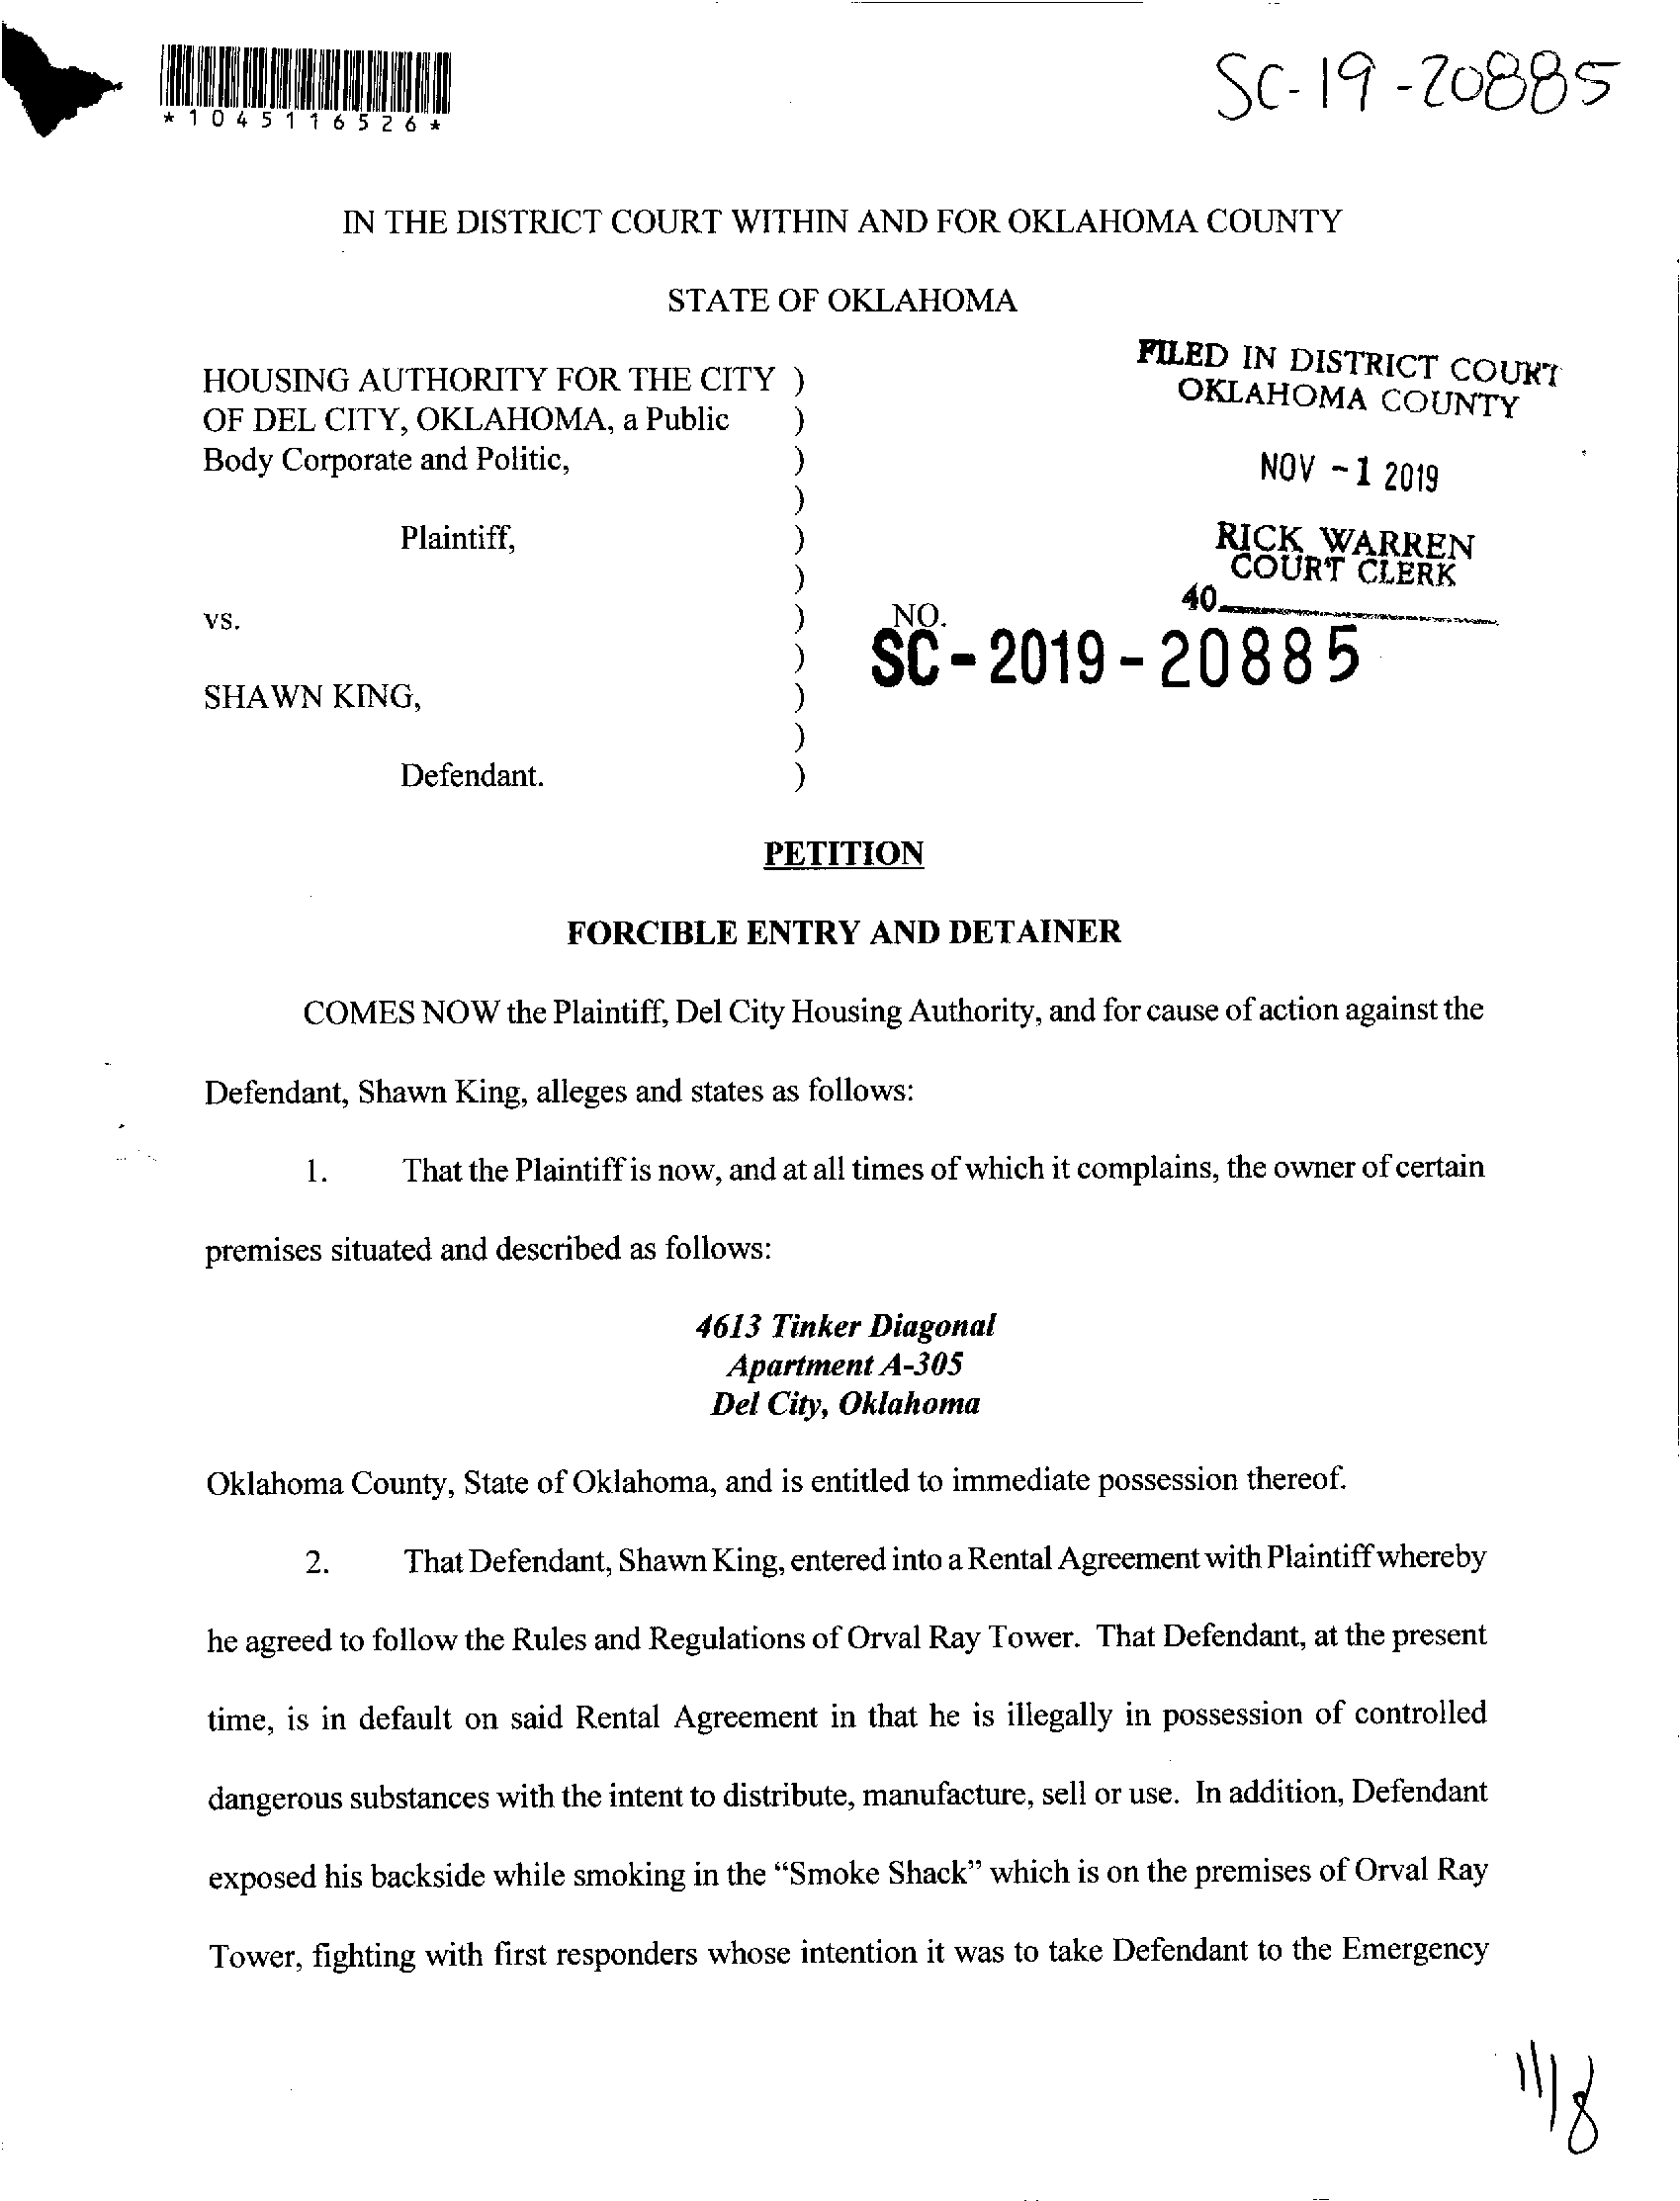 *1045116526*
SC-19-20885
IN THE DISTRICT COURT WITHIN AND FOR OKLAHOMA COUNTY
STATE OF OKLAHOMA
HOUSING AUTHORITY FOR THE CITY )
OF DEL CITY, OKLAHOMA, a Public )
Body Corporate and Politic, )
)
Plaintiff, )
)
vs. )
)
SHAWN KING, )
)
Defendant. )
FILED IN DISTRICT COURT
OKLAHOMA COUNTY
NOV -1 2019
RICK WARREN
COURT CLERK
40
NO.
SC-2019-20885
PETITION
FORCIBLE ENTRY AND DETAINER
COMES NOW the Plaintiff, Del City Housing Authority, and for cause of action against the
Defendant, Shawn King, alleges and states as follows:
1. That the Plaintiff is now, and at all times of which it complains, the owner of certain
premises situated and described as follows:
4613 Tinker Diagonal
Apartment A-305
Del City, Oklahoma
Oklahoma County, State of Oklahoma, and is entitled to immediate possession thereof.
2. That Defendant, Shawn King, entered into a Rental Agreement with Plaintiff whereby
he agreed to follow the Rules and Regulations of Orval Ray Tower. That Defendant, at the present
time, is in default on said Rental Agreement in that he is illegally in possession of controlled
dangerous substances with the intent to distribute, manufacture, sell or use. In addition, Defendant
exposed his backside while smoking in the “Smoke Shack” which is on the premises of Orval Ray
Tower, fighting with first responders whose intention it was to take Defendant to the Emergency
11/8